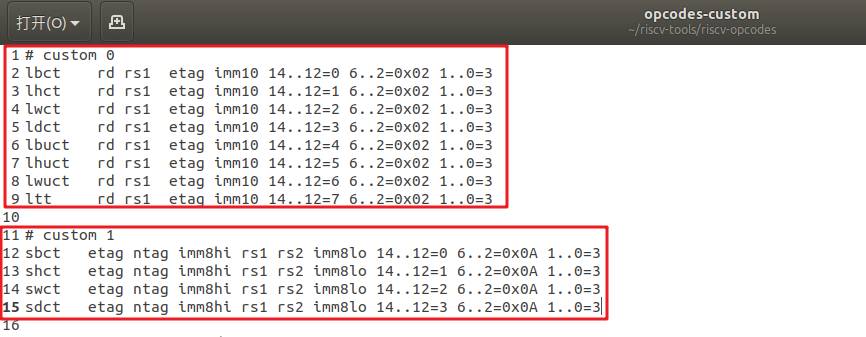 打开(O)
opcodes-custom
~/riscv-tools/riscv-opcodes
1 # custom 0
2 lbct rd rs1 etag imm10 14..12=0 6..2=0x02 1..0=3
3 lhct rd rs1 etag imm10 14..12=1 6..2=0x02 1..0=3
4 lwct rd rs1 etag imm10 14..12=2 6..2=0x02 1..0=3
5 ldct rd rs1 etag imm10 14..12=3 6..2=0x02 1..0=3
6 lbuct rd rs1 etag imm10 14..12=4 6..2=0x02 1..0=3
7 lhuct rd rs1 etag imm10 14..12=5 6..2=0x02 1..0=3
8 lwuct rd rs1 etag imm10 14..12=6 6..2=0x02 1..0=3
9 ltt rd rs1 etag imm10 14..12=7 6..2=0x02 1..0=3
10
11 # custom 1
12 sbct etag ntag imm8hi rs1 rs2 imm8lo 14..12=0 6..2=0x0A 1..0=3
13 shct etag ntag imm8hi rs1 rs2 imm8lo 14..12=1 6..2=0x0A 1..0=3
14 swct etag ntag imm8hi rs1 rs2 imm8lo 14..12=2 6..2=0x0A 1..0=3
15 sdct etag ntag imm8hi rs1 rs2 imm8lo 14..12=3 6..2=0x0A 1..0=3
16